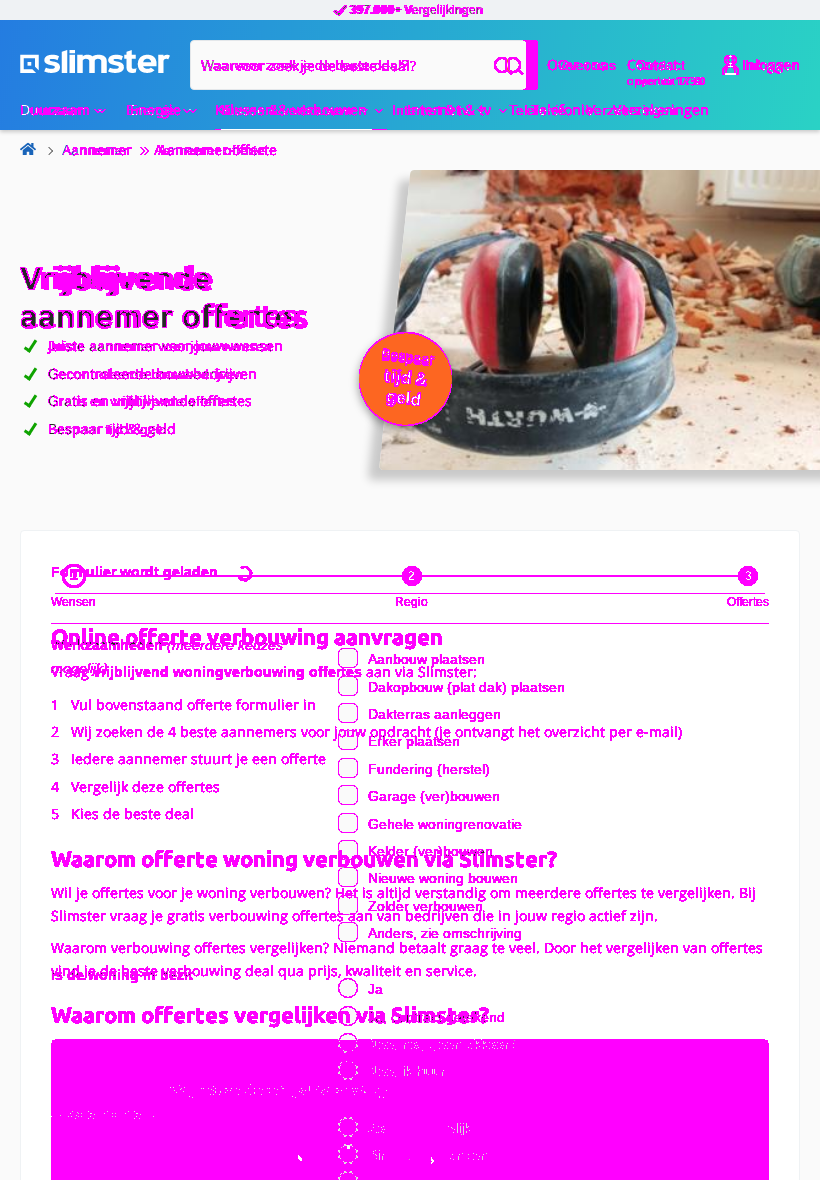 397.000+ Vergelijkingen
slimster
Waarvoor zoek je de beste deal?
Over ons
Contact
Inloggen
Duurzaam
Energie
Klussen & verbouwen
Internet & tv
Telefonie
Verzekeringen
Aannemer
Aannemer offerte
Vrijblijvende
aannemer offertes
Juiste aannemer voor jouw wensen
Gecontroleerde bouwbedrijven
Gratis en vrijblijvende offertes
Bespaar tijd & geld
Bespaar
tijd &
geld
WURTH
Formulier wordt geladen
1
2
3
Wensen
Regio
Offertes
Online offerte verbouwing aanvragen
Werkzaamheden (meerdere keuzes
mogelijk)
Vraag vrijblijvend woningverbouwing offertes aan via Slimster:
Aanbouw plaatsen
Dakopbouw (plat dak) plaatsen
1 Vul bovenstaand offerte formulier in
Dakterras aanleggen
2 Wij zoeken de 4 beste aannemers voor jouw opdracht (je ontvangt het overzicht per e-mail)
Erker plaatsen
3 Iedere aannemer stuurt je een offerte
Fundering (herstel)
4 Vergelijk deze offertes
Garage (ver)bouwen
5 Kies de beste deal
Gehele woningrenovatie
Kelder (ver)bouwen
Waarom offerte woning verbouwen via Slimster?
Nieuwe woning bouwen
Wil je offertes voor je woning verbouwen? Het is altijd verstandig om meerdere offertes te vergelijken. Bij
Zolder verbouwen
Slimster vraag je gratis verbouwing offertes aan van bedrijven die in jouw regio actief zijn.
Anders, zie omschrijving
Waarom verbouwing offertes vergelijken? Niemand betaalt graag te veel. Door het vergelijken van offertes
vind je de beste verbouwing deal qua prijs, kwaliteit en service.
Is de woning in bezit
Ja
Waarom offertes vergelijken via Slimster?
Nee, ik huur